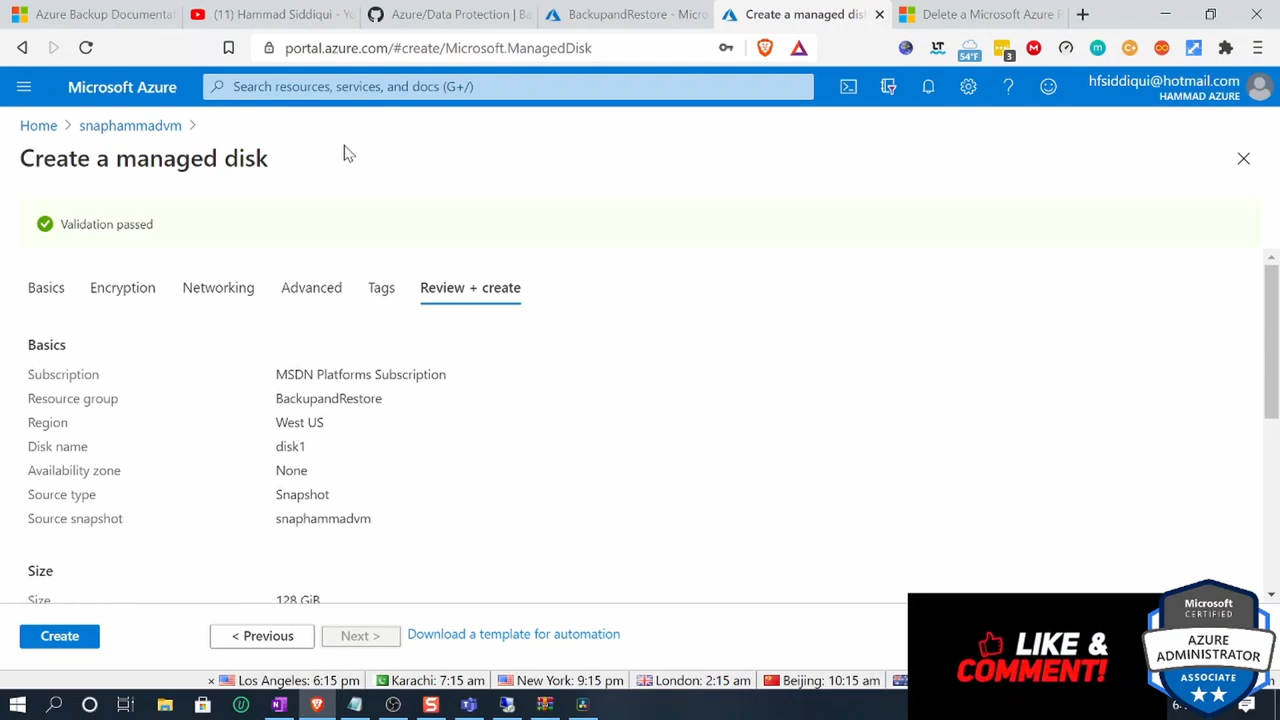 Azure Backup Documentat
(11) Hammad Siddiqui - Yo
Azure/Data Protection | Ba
BackupandRestore - Micro
Create a managed dis
Delete a Microsoft Azure R
portal.azure.com/#create/Microsoft.ManagedDisk
LT
54°F
3
M
m
C+
Microsoft Azure
Search resources, services, and docs (G+/)
hfsiddiqui@hotmail.com
HAMMAD AZURE
Home > snaphammadvm >
Create a managed disk
Validation passed
Basics Encryption Networking Advanced Tags Review + create
Basics
Subscription MSDN Platforms Subscription
Resource group BackupandRestore
Region West US
Disk name disk1
Availability zone None
Source type Snapshot
Source snapshot snaphammadvm
Size
Size 128 GiB
Create < Previous Next > Download a template for automation
LIKE &
COMMENT!
Microsoft
CERTIFIED
AZURE
ADMINISTRATOR
ASSOCIATE
Los Angeles: 6:15 pm Karachi: 7:15 am New York: 9:15 pm London: 2:15 am Beijing: 10:15 am